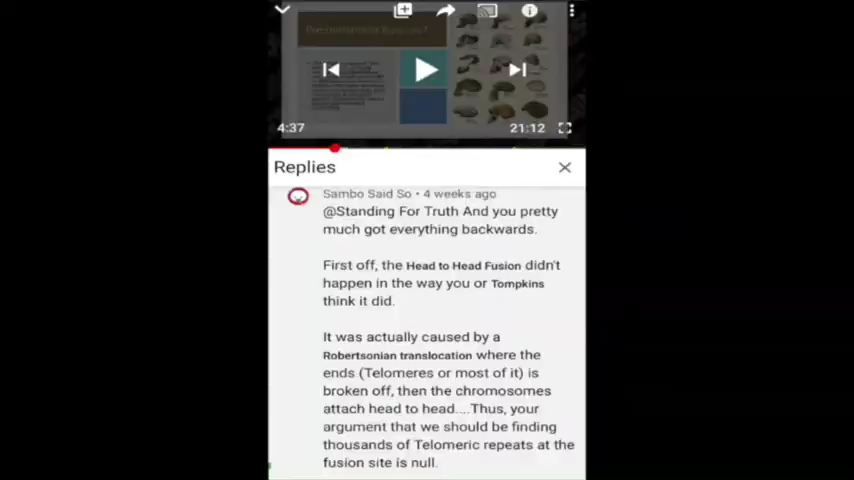 4:37
21:12
Replies
Sambo Said So • 4 weeks ago
@Standing For Truth And you pretty
much got everything backwards.
First off, the Head to Head Fusion didn't
happen in the way you or Tompkins
think it did.
It was actually caused by a
Robertsonian translocation where the
ends (Telomeres or most of it) is
broken off, then the chromosomes
attach head to head....Thus, your
argument that we should be finding
thousands of Telomeric repeats at the
fusion site is null.